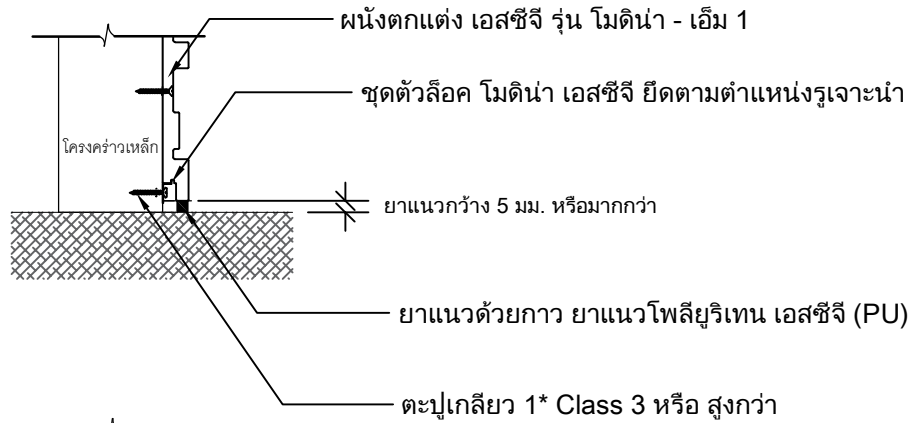 ผนังตกแต่ง เอสซีจี รุ่น โมดิน่า - เอ็ม 1
ชุดตัวล็อค โมดิน่า เอสซีจี ยึดตามตำแหน่งรูเจาะนำ
โครงคร่าวเหล็ก
ยาแนวกว้าง 5 มม. หรือมากกว่า
ยาแนวด้วยกาว ยาแนวโพลียูริเทน เอสซีจี (PU)
ตะปูเกลียว 1* Class 3 หรือ สูงกว่า